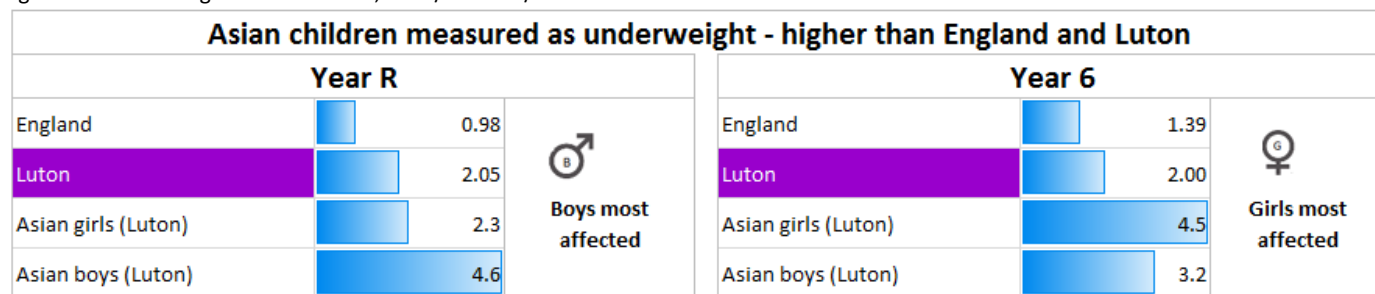 Asian children measured as underweight - higher than England and Luton
Year R
England 0.98
Luton 2.05
Asian girls (Luton) 2.3
Asian boys (Luton) 4.6
B
Boys most
affected
Year 6
England 1.39
Luton 2.00
Asian girls (Luton) 4.5
Asian boys (Luton) 3.2
G
Girls most
affected